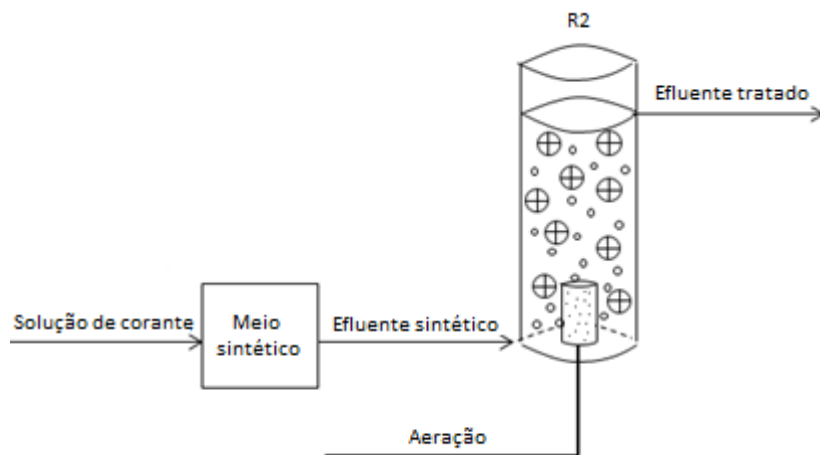 R2
Efluente tratado
Solução de corante
Meio
sintético
Efluente sintético
Aeração